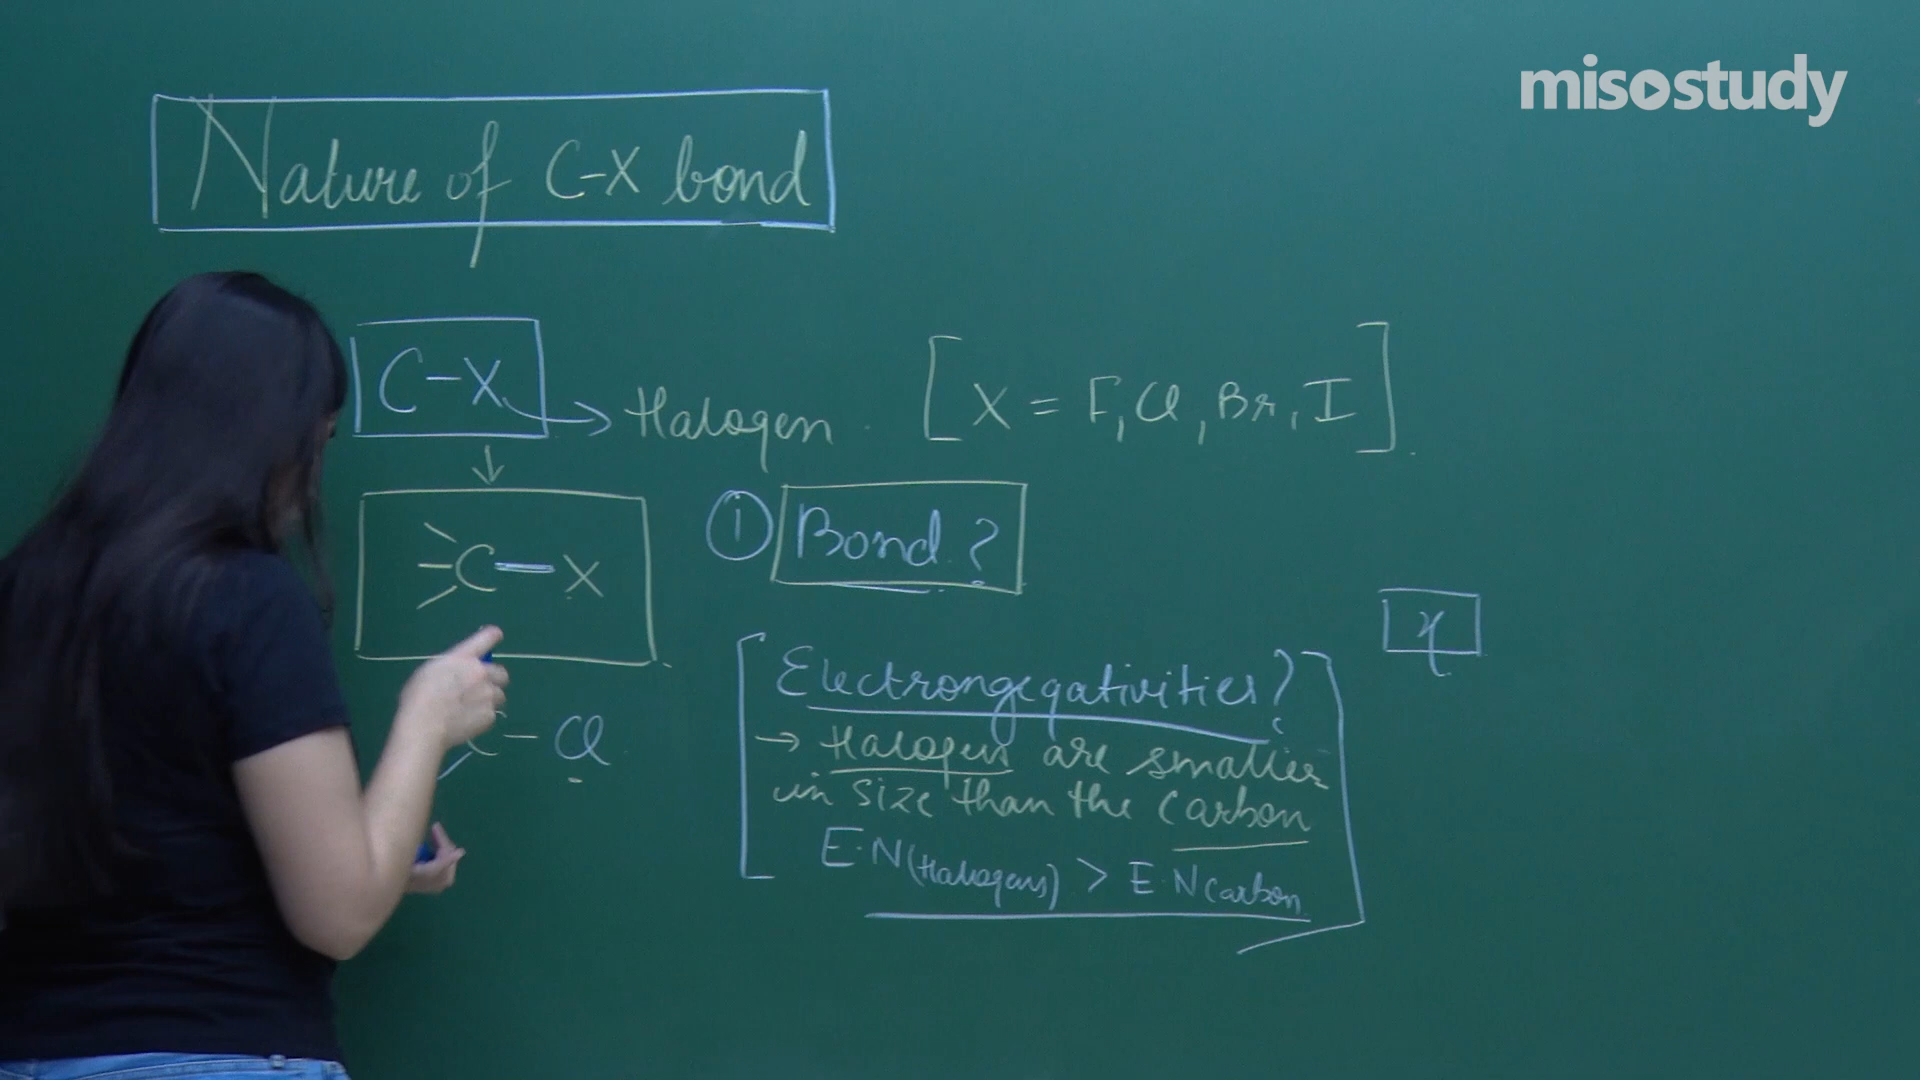 misostudy
Nature of C-X bond
C-X
Halogen
[X = F, Cl, Br, I].
C-X
① Bond ?
χ
Electrongegativities?
→ Halogens are smaller
in size than the carbon
E.N(Halogens) > E.N Carbon
C - Cl